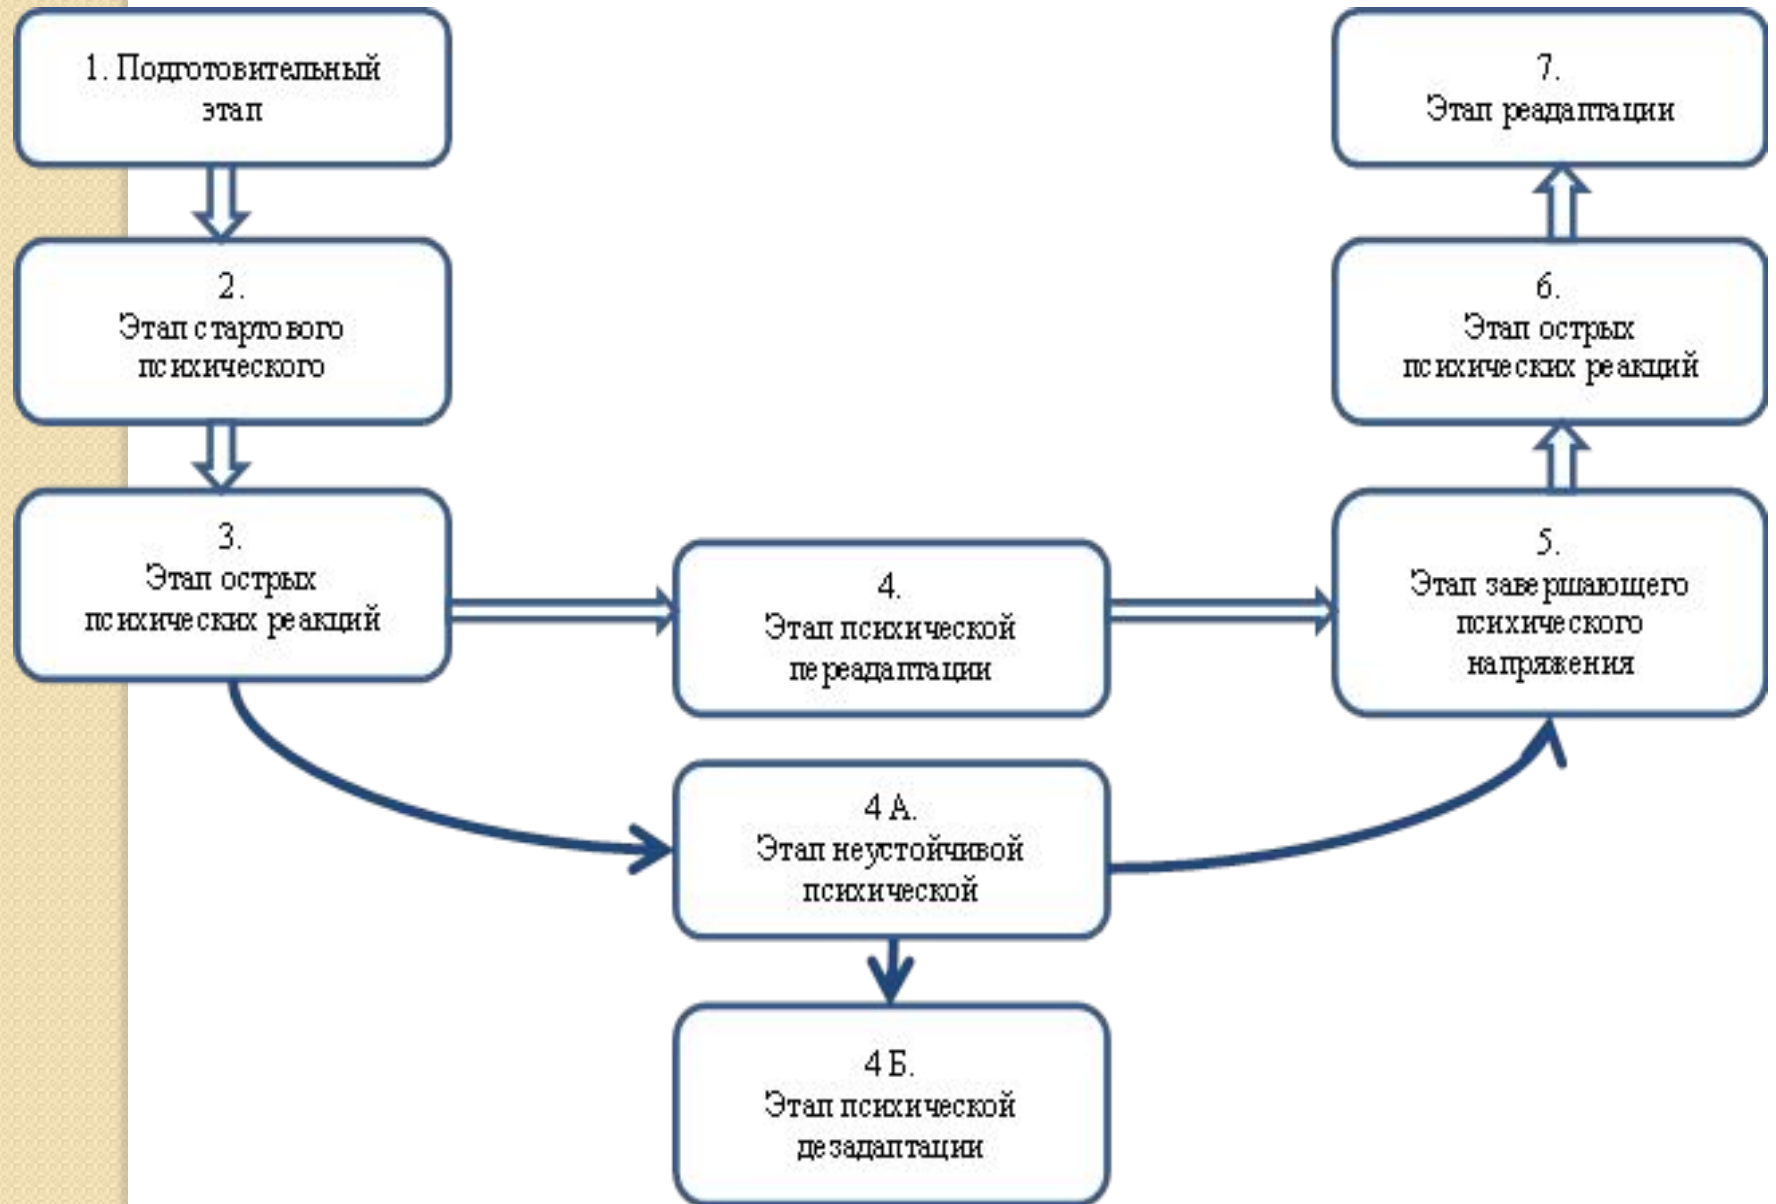 1. Подготовительный
этап
2.
Этап стартового
психического
3.
Этап острых
психических реакций
4.
Этап психической
переадаптации
4 А.
Этап неустойчивой
психической
4 Б.
Этап психической
дезадаптации
5.
Этап завершающего
психического
напряжения
6.
Этап острых
психических реакций
7.
Этап реадаптации